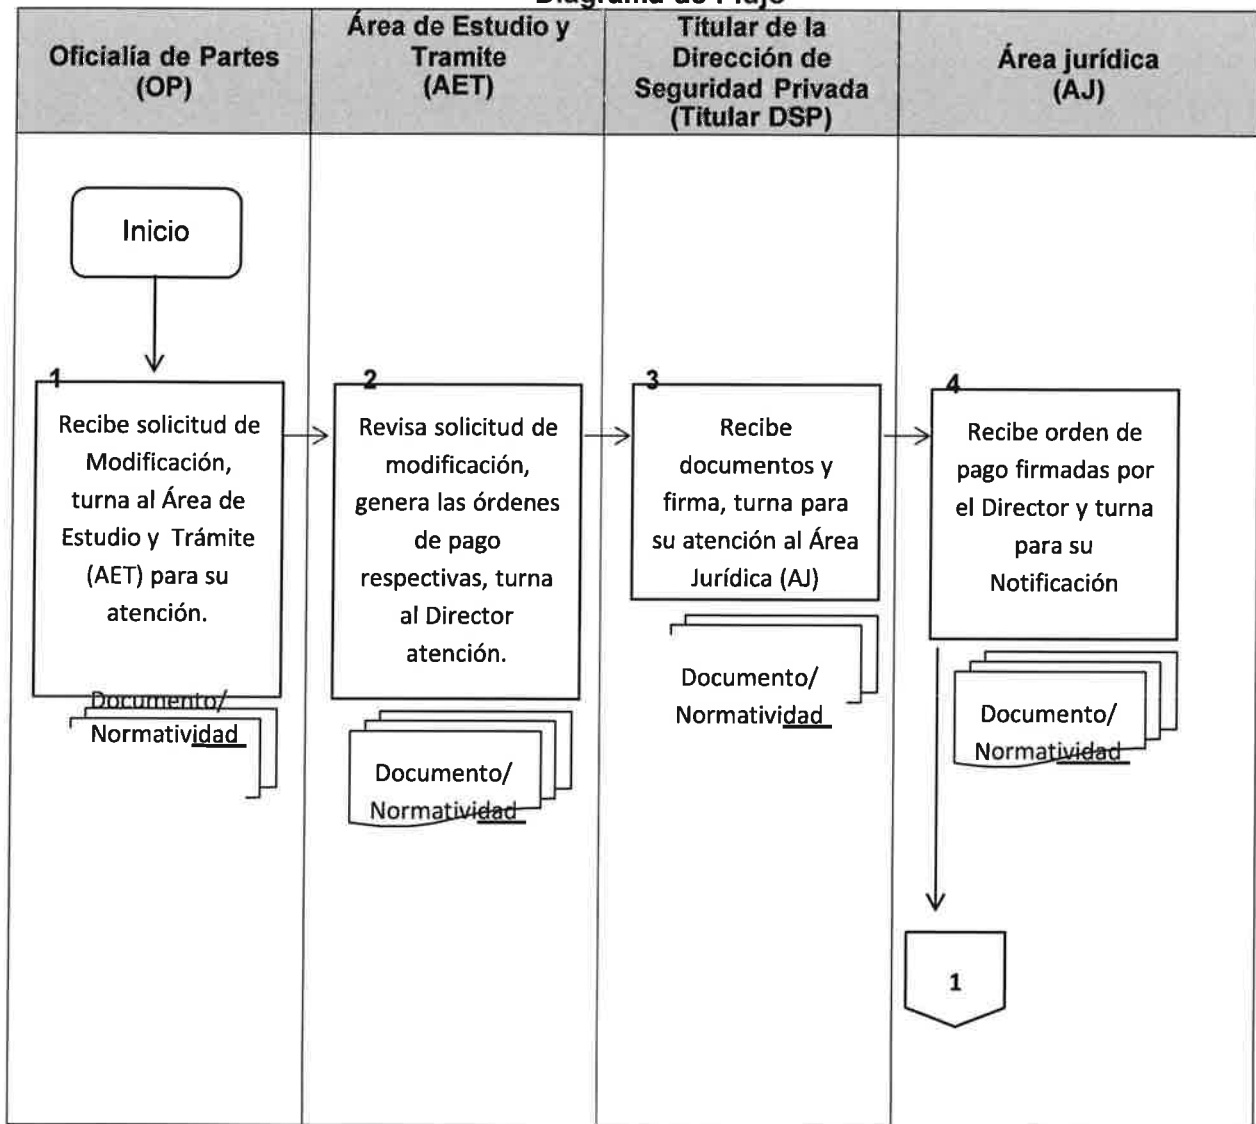 Diagrama de Flujo
Oficialía de Partes
(OP)
Área de Estudio y
Tramite
(AET)
Titular de la
Dirección de
Seguridad Privada
(Titular DSP)
Área jurídica
(AJ)
Inicio
1
Recibe solicitud de
Modificación,
turna al Área de
Estudio y Trámite
(AET) para su
atención.
Documento/
Normatividad
2
Revisa solicitud de
modificación,
genera las órdenes
de pago
respectivas, turna
al Director
atención.
Documento/
Normatividad
3
Recibe
documentos y
firma, turna para
su atención al Área
Jurídica (AJ)
Documento/
Normatividad
4
Recibe orden de
pago firmadas por
el Director y turna
para su
Notificación
Documento/
Normatividad
1